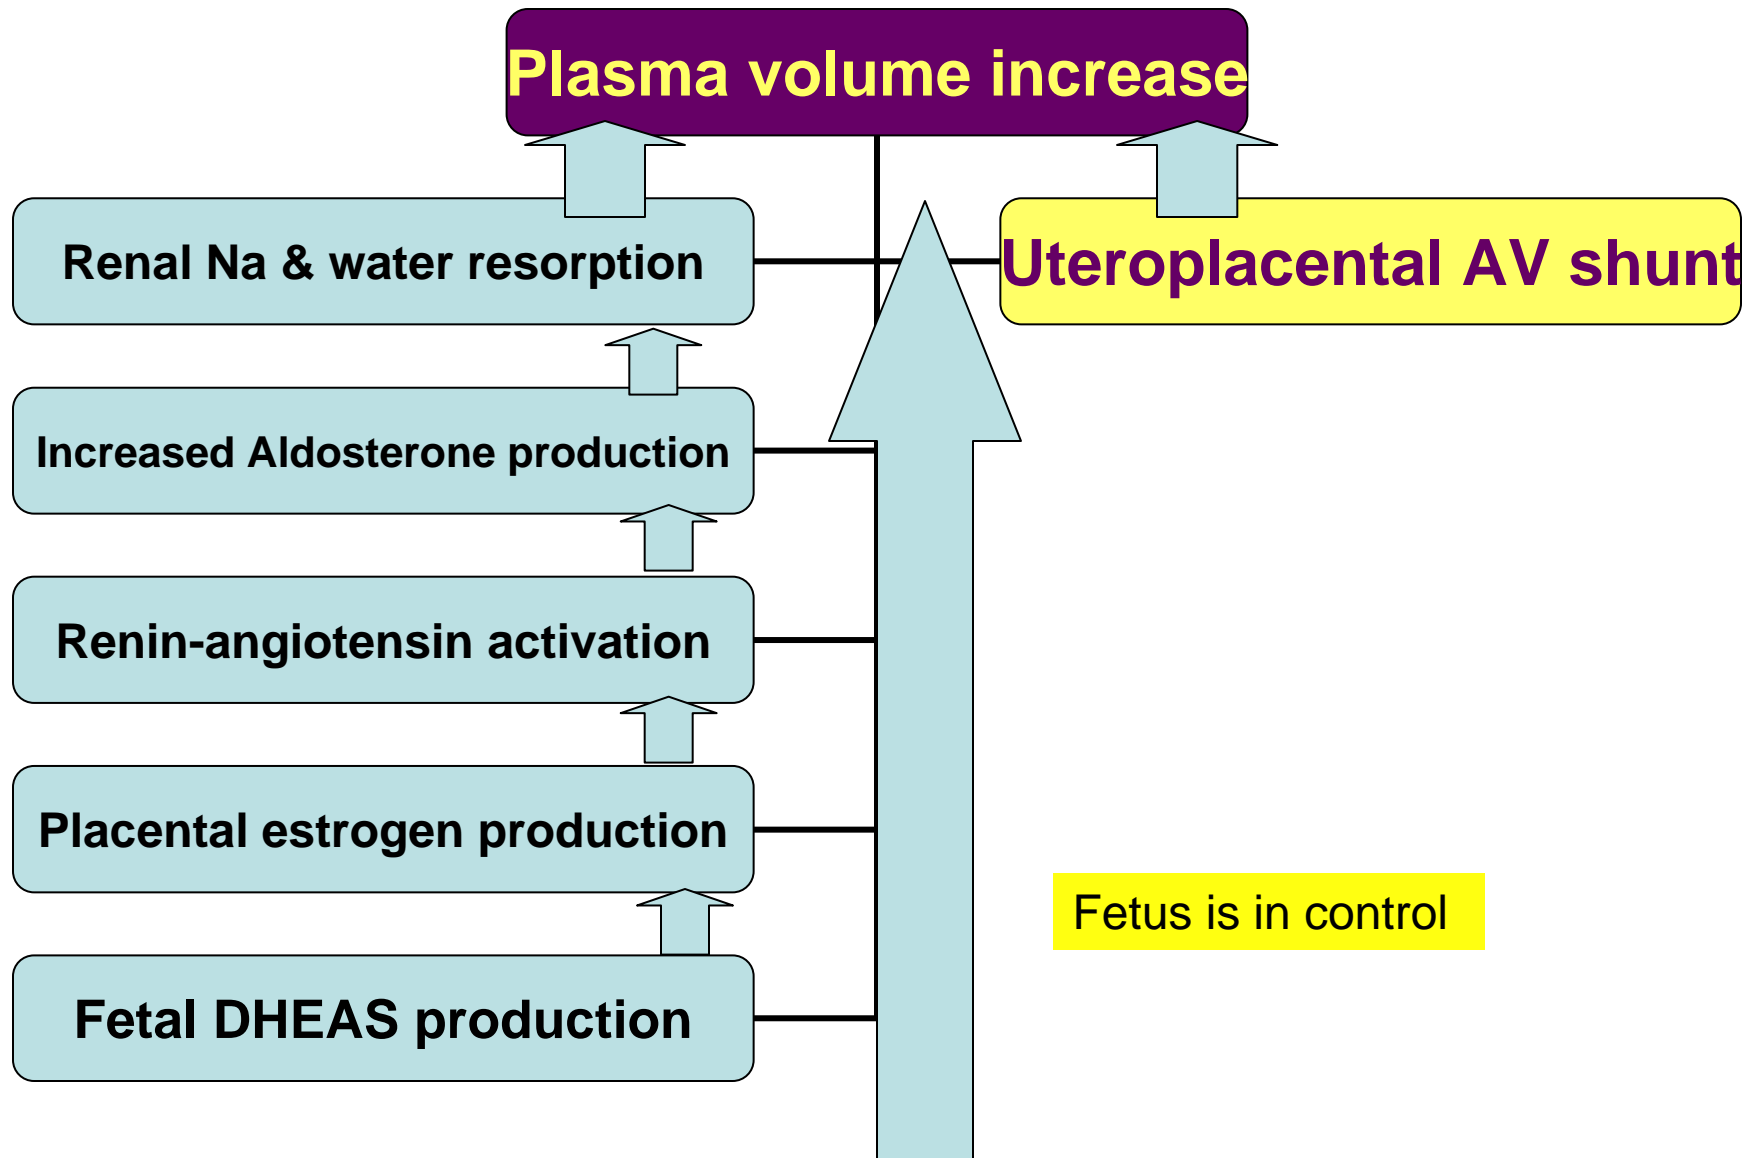 Plasma volume increase
Renal Na & water resorption
Uteroplacental AV shunt
Increased Aldosterone production
Renin-angiotensin activation
Placental estrogen production
Fetus is in control
Fetal DHEAS production